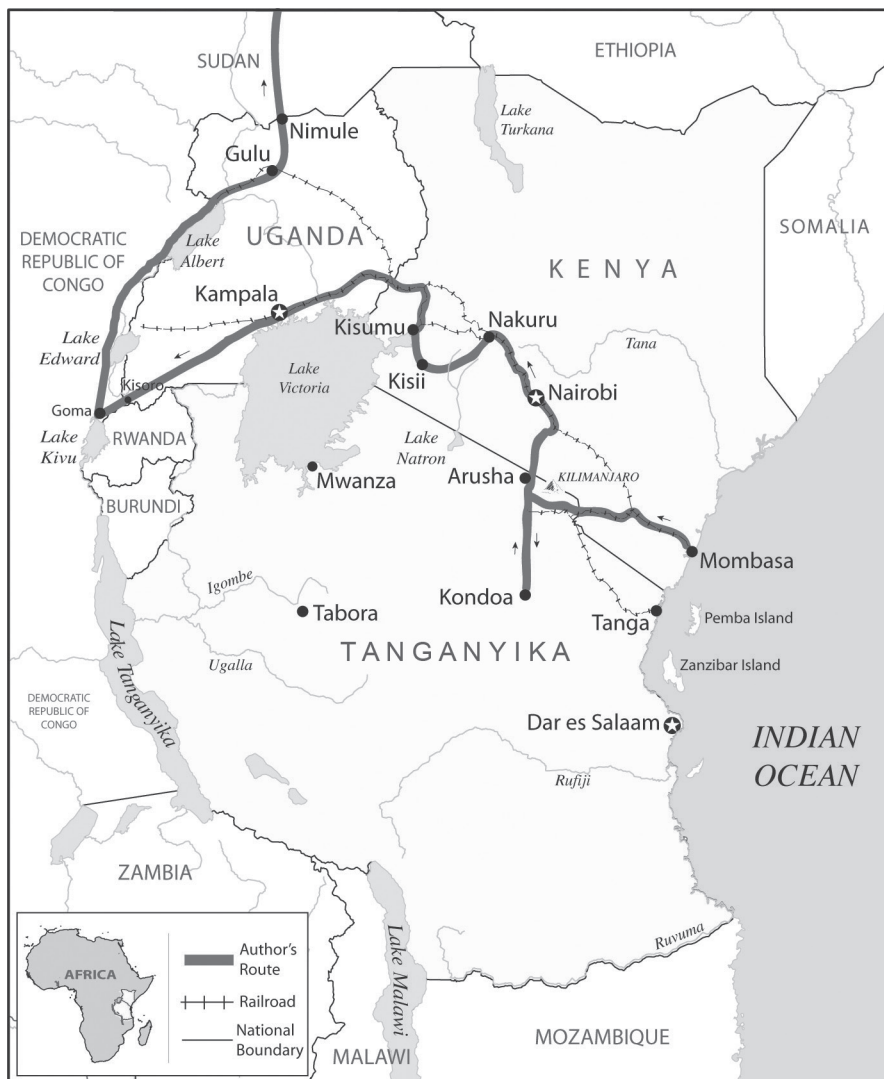 SUDAN
ETHIOPIA
Lake
Turkana
Nimule
Gulu
SOMALIA
DEMOCRATIC
REPUBLIC OF
CONGO
UGANDA
Lake
Albert
KENYA
Kampala
Kisumu
Nakuru
Tana
Lake
Edward
Lake
Victoria
Kisii
Kisoro
Nairobi
Goma
Lake
Kivu
RWANDA
Lake
Natron
Mwanza
Arusha
KILIMANJARO
BURUNDI
Mombasa
Igombe
Kondoa
Tabora
Tanga
Pemba Island
TANGANYIKA
Ugalla
Zanzibar Island
Lake Tanganyika
DEMOCRATIC
REPUBLIC OF
CONGO
Dar es Salaam
INDIAN
OCEAN
Rufiji
ZAMBIA
Lake Malawi
Ruvuma
AFRICA
Author's
Route
Railroad
National
Boundary
MALAWI
MOZAMBIQUE